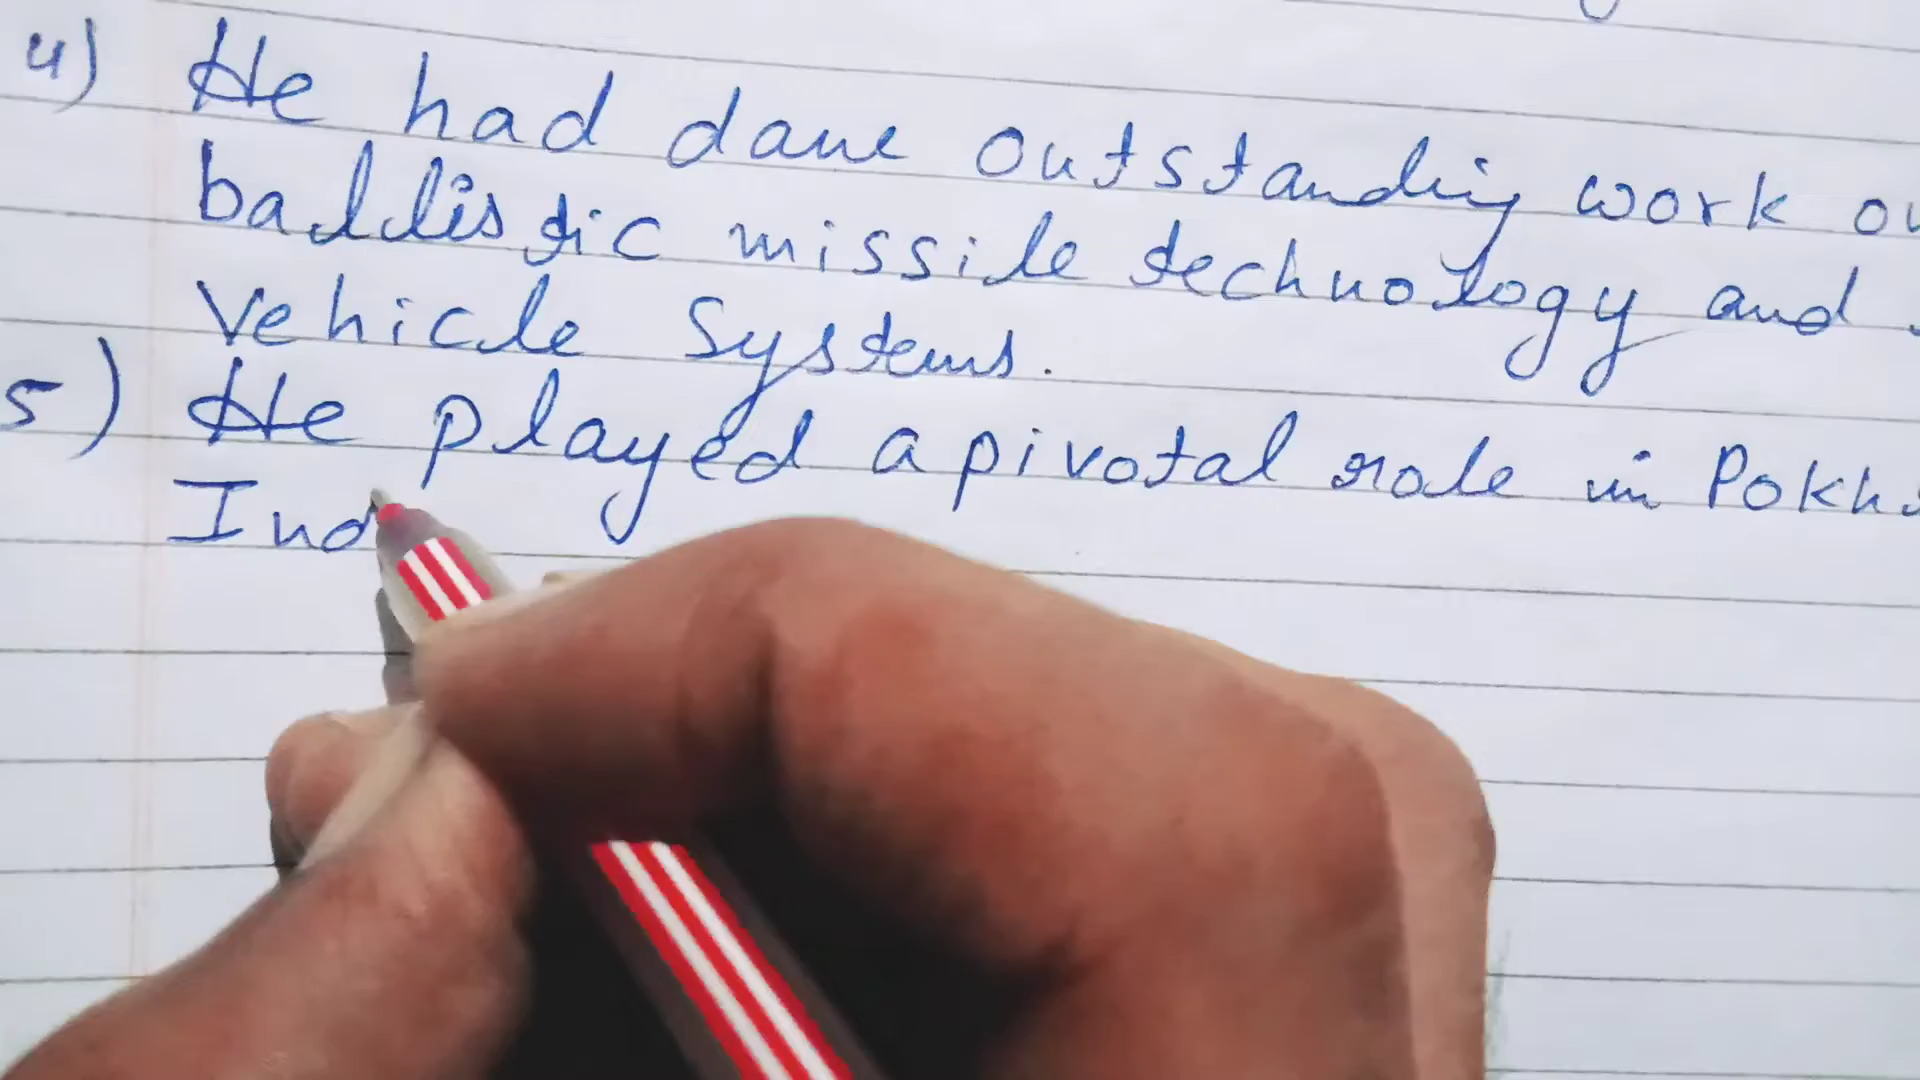 4) He had done outstanding work on
ballistic missile technology and
vehicle systems.
5) He played a pivotal role in Pokh
Ind